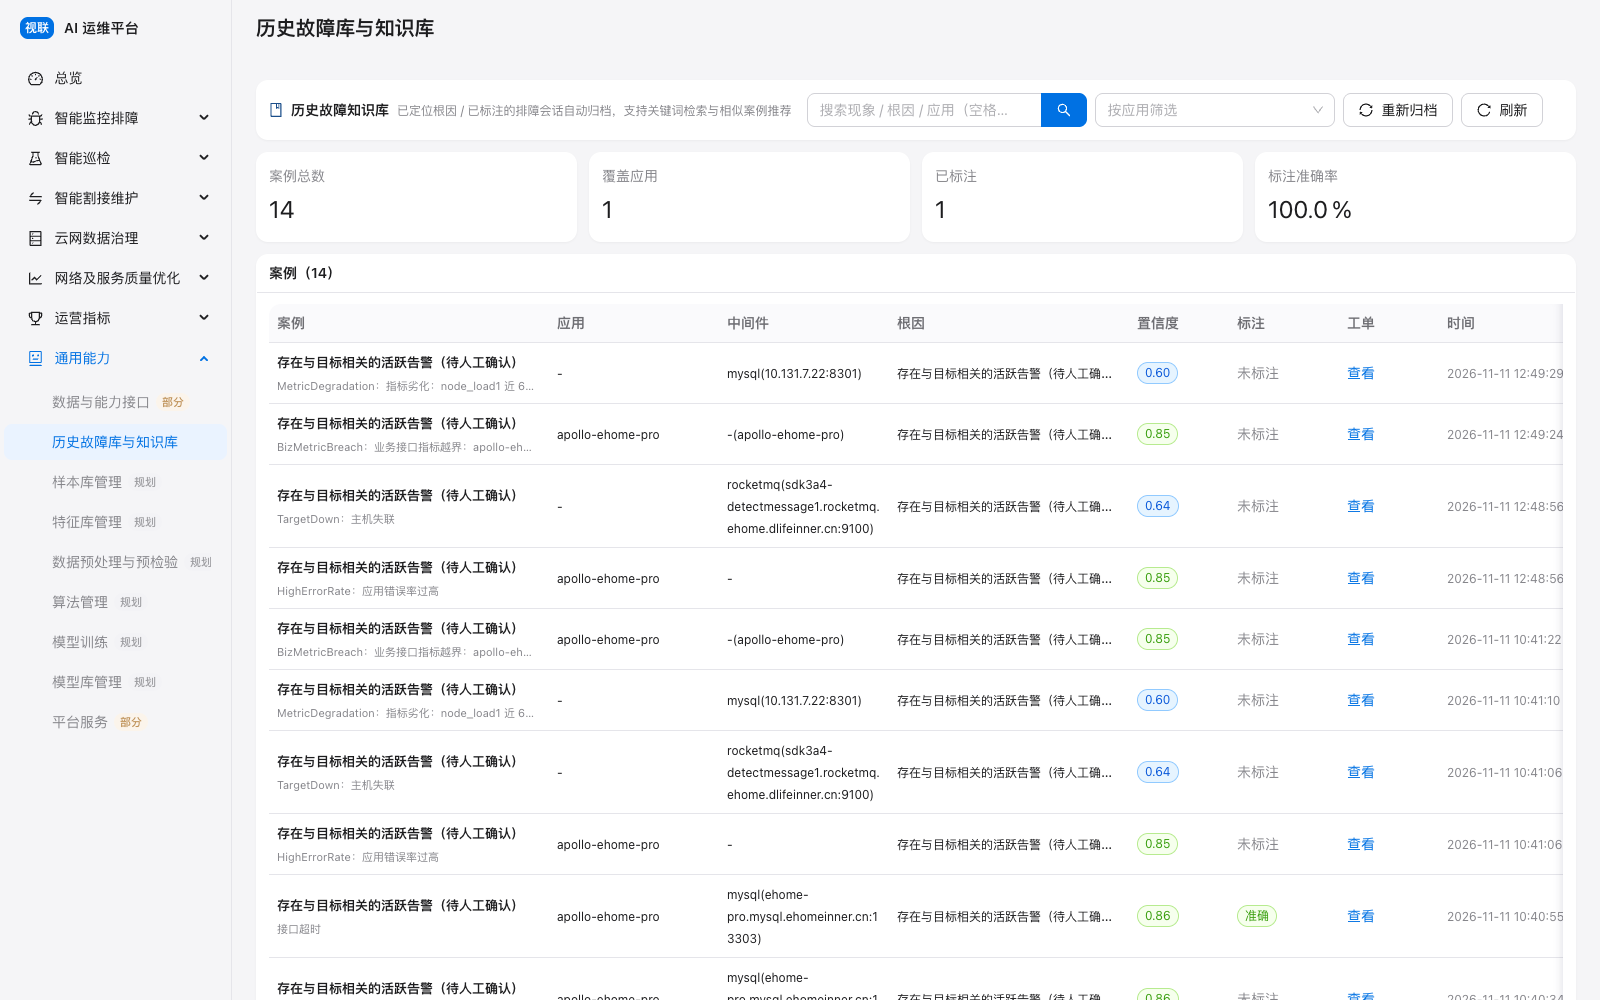 视联 AI 运维平台
总览
智能监控排障
智能巡检
智能割接维护
云网数据治理
网络及服务质量优化
运营指标
通用能力
数据与能力接口 部分
历史故障库与知识库
样本库管理 规划
特征库管理 规划
数据预处理与预检验 规划
算法管理 规划
模型训练 规划
模型库管理 规划
平台服务 部分
历史故障库与知识库
历史故障知识库 已定位根因 / 已标注的排障会话自动归档，支持关键词检索与相似案例推荐 搜索现象 / 根因 / 应用（空格... 按应用筛选 重新归档 刷新
案例总数
14
覆盖应用
1
已标注
1
标注准确率
100.0 %
案例（14）
案例 应用 中间件 根因 置信度 标注 工单 时间
存在与目标相关的活跃告警（待人工确认）
MetricDegradation：指标劣化：node_load1 近 6...
- mysql(10.131.7.22:8301) 存在与目标相关的活跃告警（待人工确... 0.60 未标注 查看 2026-11-11 12:49:29
存在与目标相关的活跃告警（待人工确认）
BizMetricBreach：业务接口指标越界：apollo-eh...
apollo-ehome-pro -(apollo-ehome-pro) 存在与目标相关的活跃告警（待人工确... 0.85 未标注 查看 2026-11-11 12:49:24
存在与目标相关的活跃告警（待人工确认）
TargetDown：主机失联
-
rocketmq(sdk3a4-
detectmessage1.rocketmq.
ehome.dlifeinner.cn:9100)
存在与目标相关的活跃告警（待人工确... 0.64 未标注 查看 2026-11-11 12:48:56
存在与目标相关的活跃告警（待人工确认）
HighErrorRate：应用错误率过高
apollo-ehome-pro - 存在与目标相关的活跃告警（待人工确... 0.85 未标注 查看 2026-11-11 12:48:56
存在与目标相关的活跃告警（待人工确认）
BizMetricBreach：业务接口指标越界：apollo-eh...
apollo-ehome-pro -(apollo-ehome-pro) 存在与目标相关的活跃告警（待人工确... 0.85 未标注 查看 2026-11-11 10:41:22
存在与目标相关的活跃告警（待人工确认）
MetricDegradation：指标劣化：node_load1 近 6...
- mysql(10.131.7.22:8301) 存在与目标相关的活跃告警（待人工确... 0.60 未标注 查看 2026-11-11 10:41:10
存在与目标相关的活跃告警（待人工确认）
TargetDown：主机失联
-
rocketmq(sdk3a4-
detectmessage1.rocketmq.
ehome.dlifeinner.cn:9100)
存在与目标相关的活跃告警（待人工确... 0.64 未标注 查看 2026-11-11 10:41:06
存在与目标相关的活跃告警（待人工确认）
HighErrorRate：应用错误率过高
apollo-ehome-pro - 存在与目标相关的活跃告警（待人工确... 0.85 未标注 查看 2026-11-11 10:41:06
存在与目标相关的活跃告警（待人工确认）
接口超时
apollo-ehome-pro
mysql(ehome-
pro.mysql.ehomeinner.cn:1
3303)
存在与目标相关的活跃告警（待人工确... 0.86 准确 查看 2026-11-11 10:40:55
存在与目标相关的活跃告警（待人工确认）
apollo-ehome-pro
mysql(ehome-
pro.mysql.ehomeinner.cn:1
存在与目标相关的活跃告警（待人工确... 0.86 未标注 查看 2026-11-11 10:40:34